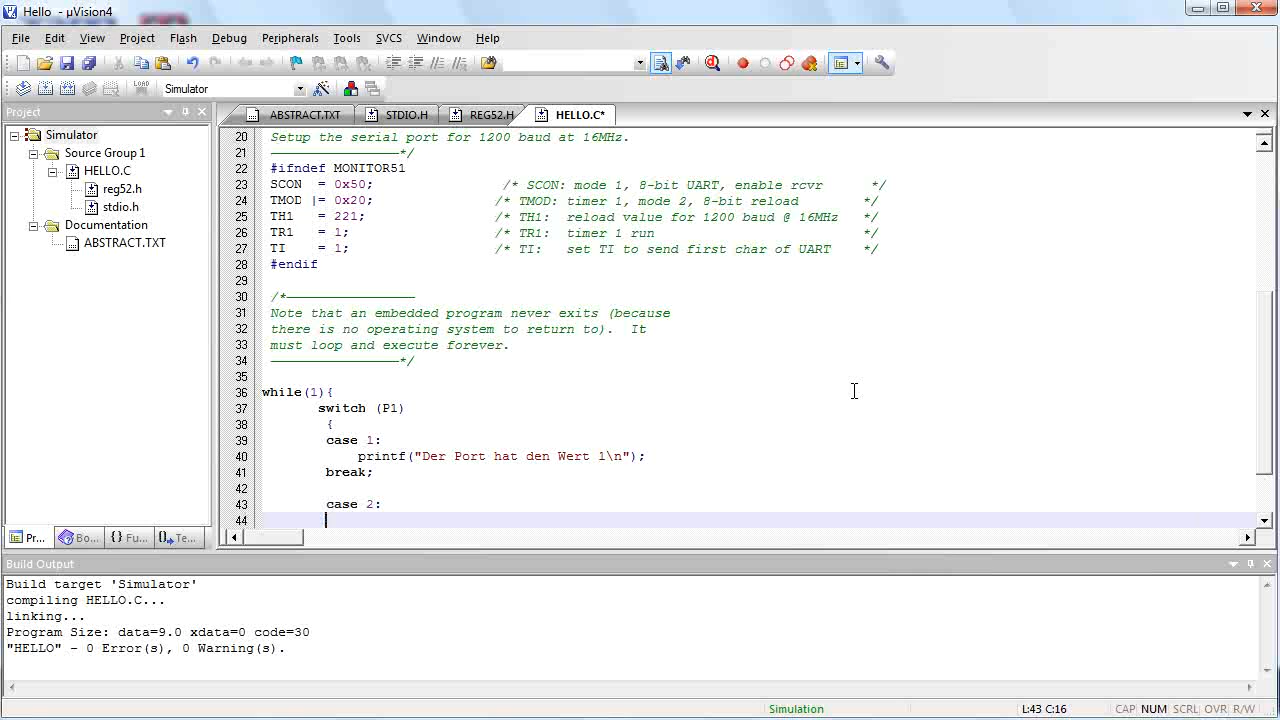 Hello - µVision4
File Edit View Project Flash Debug Peripherals Tools SVCS Window Help
LOAD Simulator
Project
ABSTRACT.TXT STDIO.H REG52.H HELLO.C*
Simulator
Source Group 1
HELLO.C
reg52.h
stdio.h
Documentation
ABSTRACT.TXT
20 Setup the serial port for 1200 baud at 16MHz.
21 ------------------------------------------------*/
22 #ifndef MONITOR51
23 SCON = 0x50; /* SCON: mode 1, 8-bit UART, enable rcvr */
24 TMOD |= 0x20; /* TMOD: timer 1, mode 2, 8-bit reload */
25 TH1 = 221; /* TH1: reload value for 1200 baud @ 16MHz */
26 TR1 = 1; /* TR1: timer 1 run */
27 TI = 1; /* TI: set TI to send first char of UART */
28 #endif
29
30 /*------------------------------------------------
31 Note that an embedded program never exits (because
32 there is no operating system to return to). It
33 must loop and execute forever.
34 ------------------------------------------------*/
35
36 while(1){
37 switch (P1)
38 {
39 case 1:
40 printf("Der Port hat den Wert 1\n");
41 break;
42
43 case 2:
44
Pr... Bo... {} Fu... Te...
Build Output
Build target 'Simulator'
compiling HELLO.C...
linking...
Program Size: data=9.0 xdata=0 code=30
"HELLO" - 0 Error(s), 0 Warning(s).
Simulation L:43 C:16 CAP NUM SCRL OVR R/W